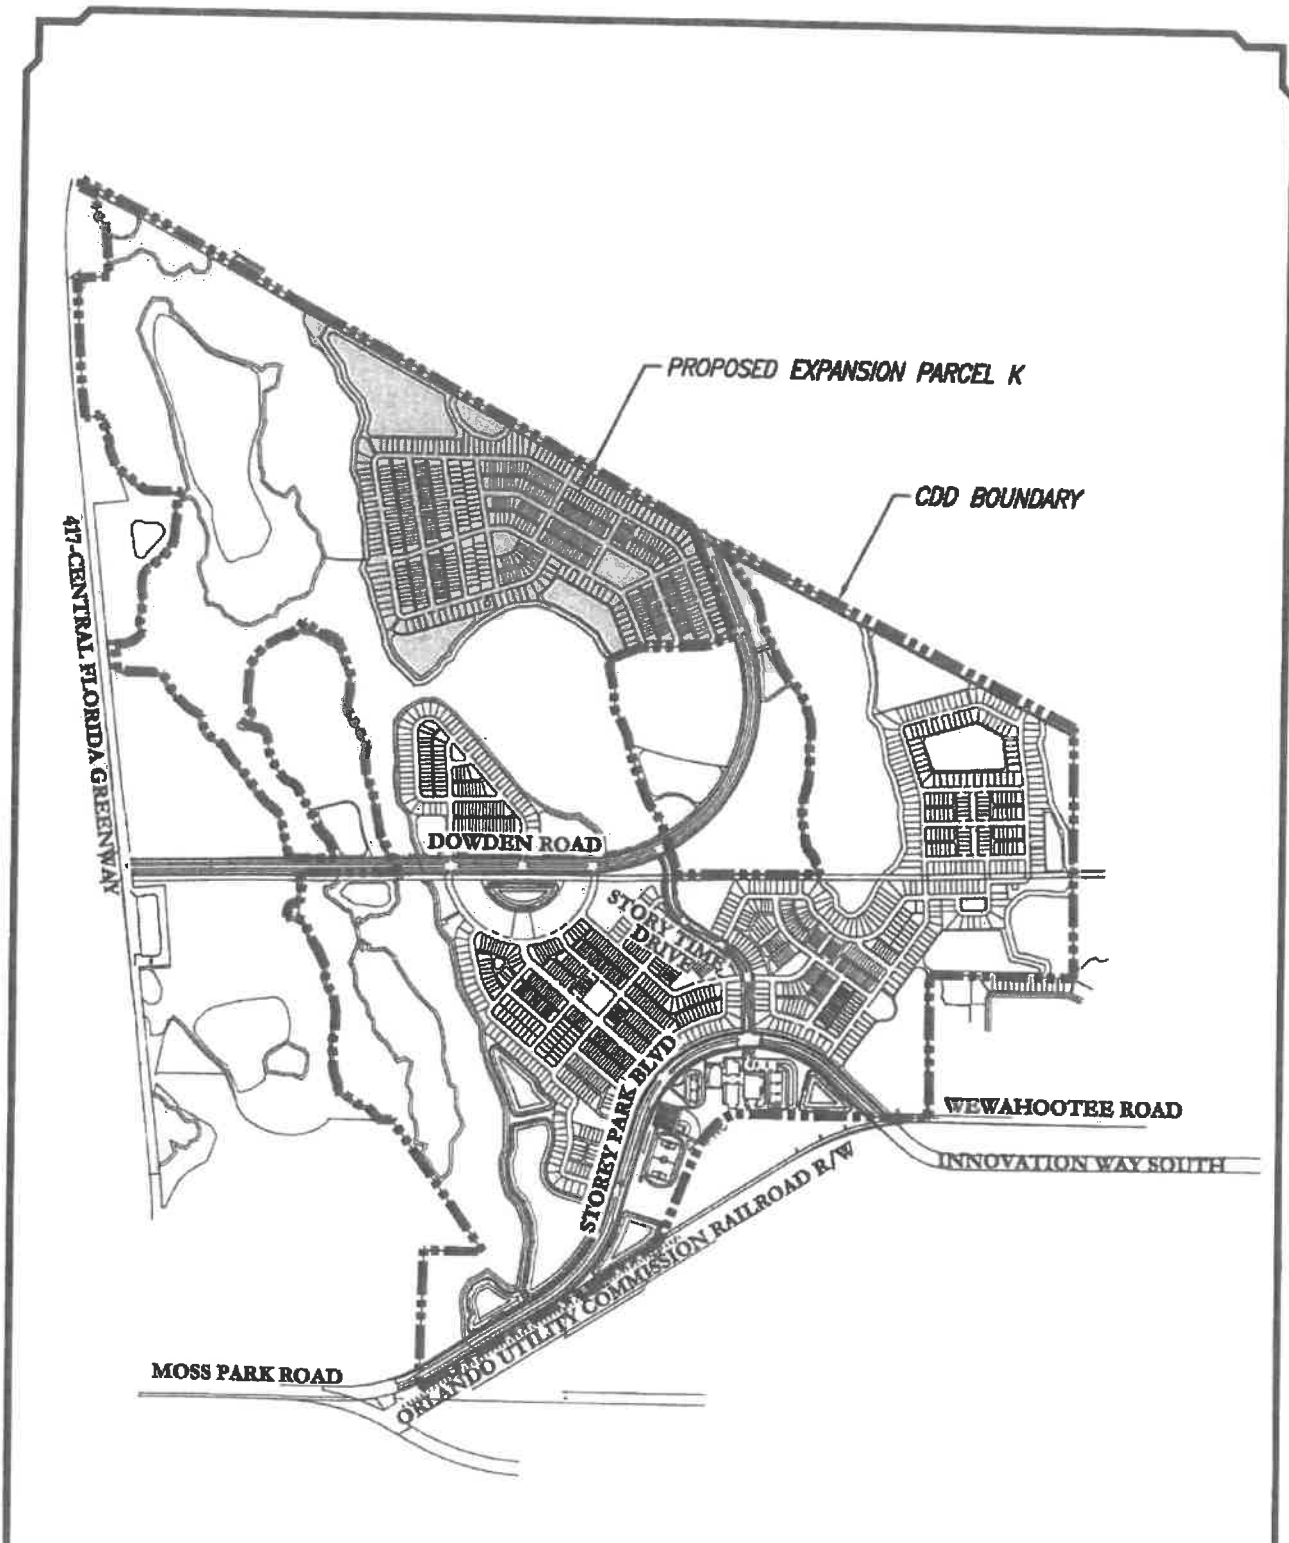 PROPOSED EXPANSION PARCEL K
CDD BOUNDARY
417-CENTRAL FLORIDA GREENWAY
DOWDEN ROAD
STORY TIME
DRIVE
STOREY PARK BLVD
WEWAHOOTEE ROAD
INNOVATION WAY SOUTH
ORLANDO UTILITY COMMISSION RAILROAD R/W
MOSS PARK ROAD